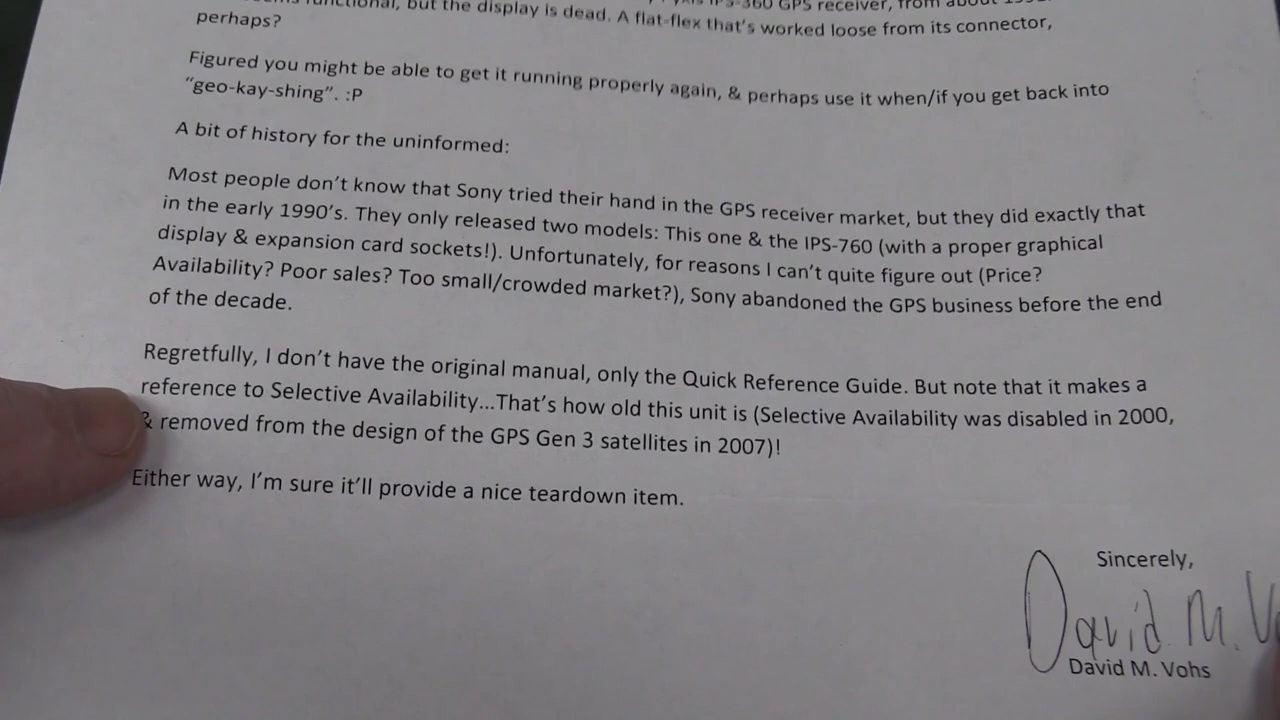 functional, but the display is dead. A flat-flex that's worked loose from its connector,
perhaps?
Figured you might be able to get it running properly again, & perhaps use it when/if you get back into
“geo-kay-shing”. :P
A bit of history for the uninformed:
Most people don't know that Sony tried their hand in the GPS receiver market, but they did exactly that
in the early 1990's. They only released two models: This one & the IPS-760 (with a proper graphical
display & expansion card sockets!). Unfortunately, for reasons I can't quite figure out (Price?
Availability? Poor sales? Too small/crowded market?), Sony abandoned the GPS business before the end
of the decade.
Regretfully, I don't have the original manual, only the Quick Reference Guide. But note that it makes a
reference to Selective Availability...That's how old this unit is (Selective Availability was disabled in 2000,
& removed from the design of the GPS Gen 3 satellites in 2007)!
Either way, I'm sure it'll provide a nice teardown item.
Sincerely,
David M. V
David M. Vohs